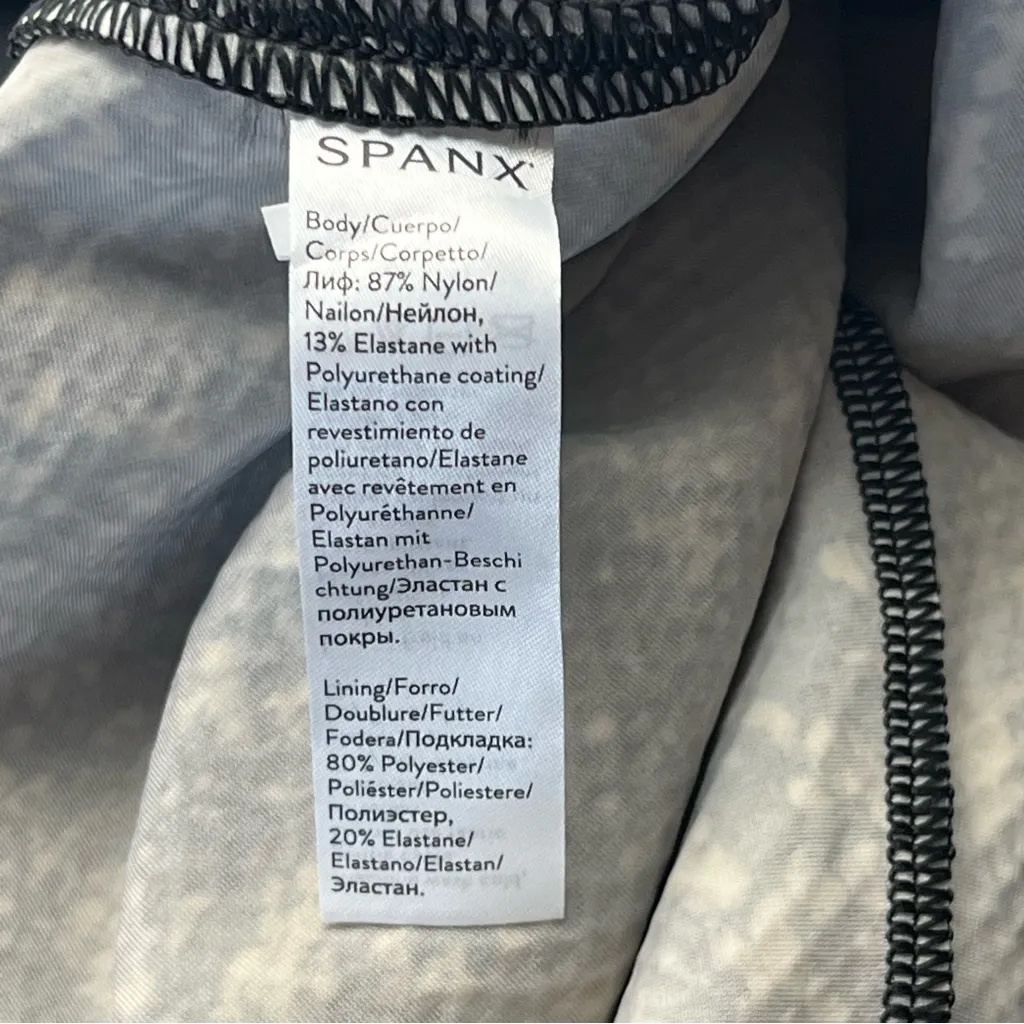 SPANX
Body/Cuerpo/
Corps/Corpetto/
Лиф: 87% Nylon/
Nailon/Нейлон,
13% Elastane with
Polyurethane coating/
Elastano con
revestimiento de
poliuretano/Elastane
avec revêtement en
Polyuréthanne/
Elastan mit
Polyurethan-Beschi
chtung/Эластан с
полиуретановым
покры.
Lining/Forro/
Doublure/Futter/
Fodera/Подкладка:
80% Polyester/
Poliéster/Poliestere/
Полиэстер,
20% Elastane/
Elastano/Elastan/
Эластан.